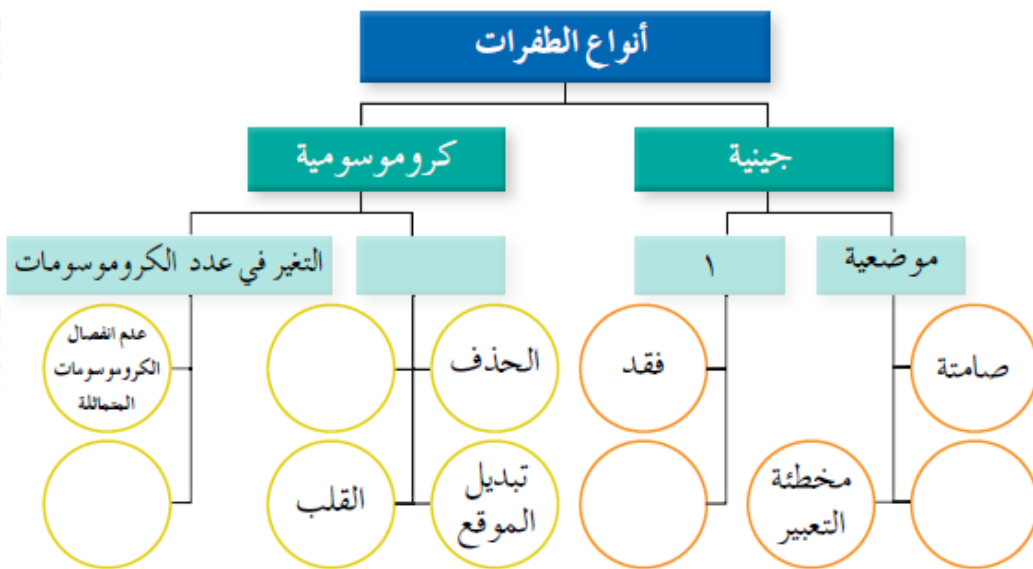 أنواع الطفرات
جينية
كروموسومية
موضعية
١
التغير في عدد الكروموسومات
صامتة
فقد
الحذف
عدم انفصال
الكروموسومات
المتماثلة
مخطئة
التعبير
تبديل
الموقع
القلب